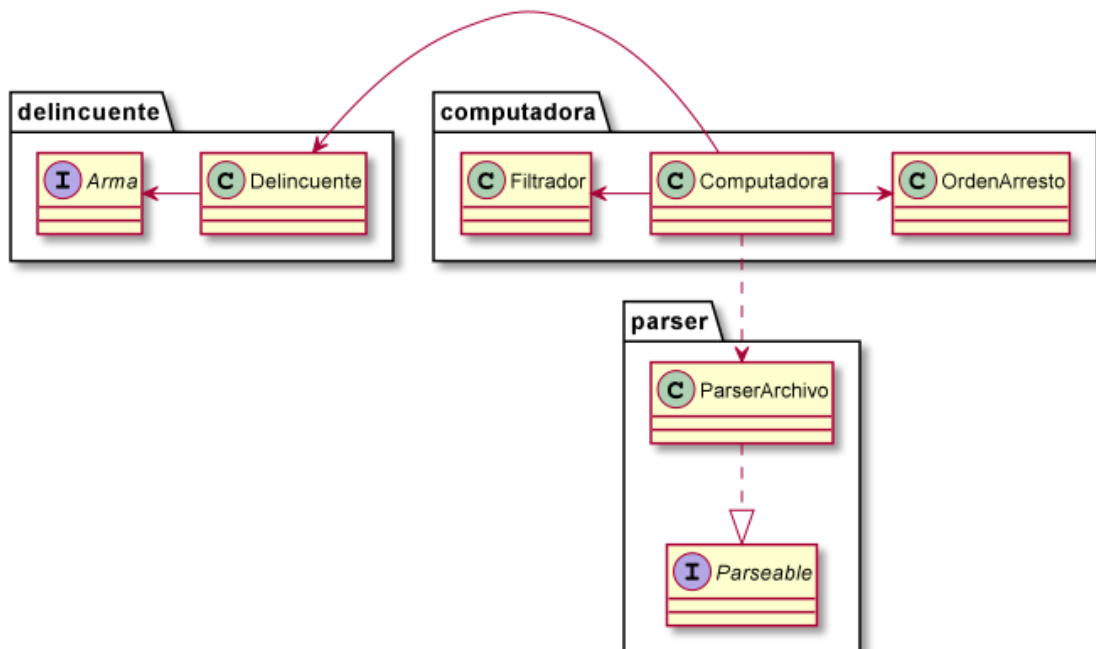 delincuente
I Arma
C Delincuente
computadora
C Filtrador
C Computadora
C OrdenArresto
parser
C ParserArchivo
I Parseable